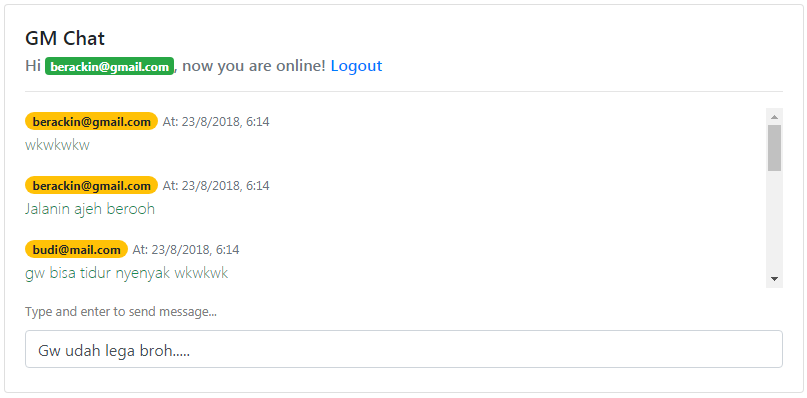 GM Chat
Hi berackin@gmail.com, now you are online! Logout
berackin@gmail.com At: 23/8/2018, 6:14
wkwkwkw
berackin@gmail.com At: 23/8/2018, 6:14
Jalanin ajeh berooh
budi@mail.com At: 23/8/2018, 6:14
gw bisa tidur nyenyak wkwkwk
Type and enter to send message...
Gw udah lega broh.....